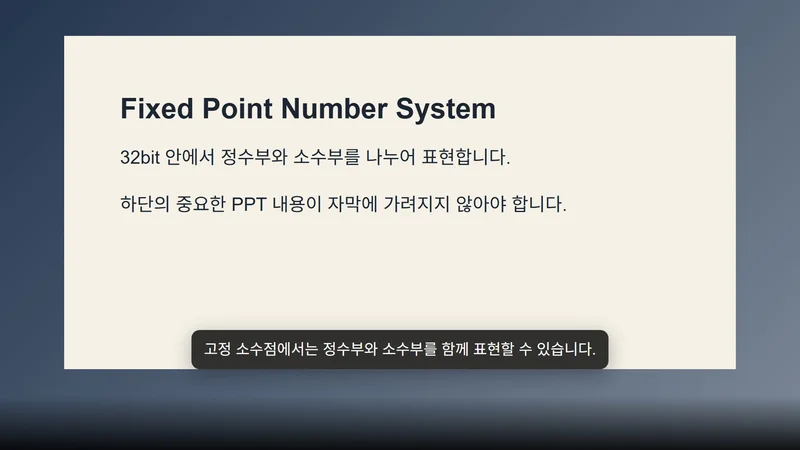 Fixed Point Number System
32bit 안에서 정수부와 소수부를 나누어 표현합니다.
하단의 중요한 PPT 내용이 자막에 가려지지 않아야 합니다.
고정 소수점에서는 정수부와 소수부를 함께 표현할 수 있습니다.